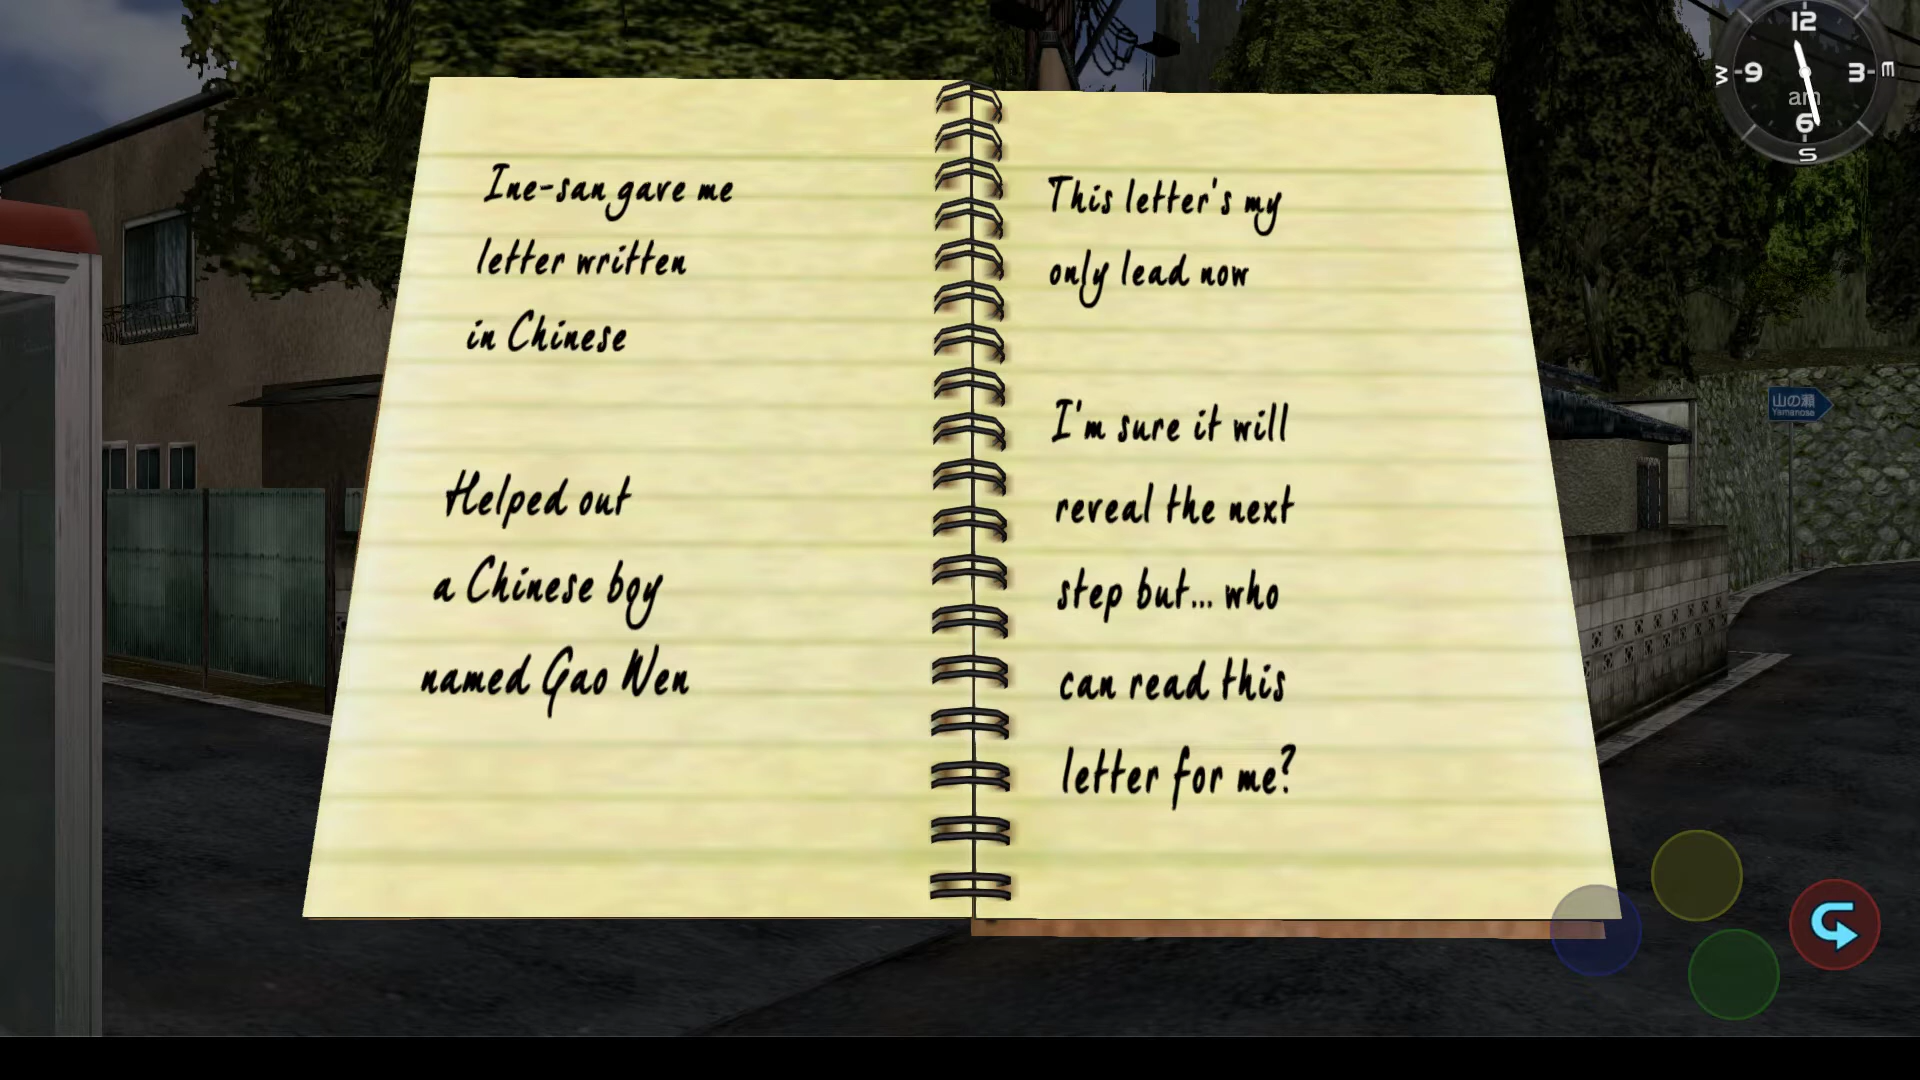 Ine-san gave me
letter written
in Chinese
Helped out
a Chinese boy
named Gao Wen
This letter's my
only lead now
I'm sure it will
reveal the next
step but... who
can read this
letter for me?
12
W -9
3- m
am
6
S
山の瀬
Yamanose